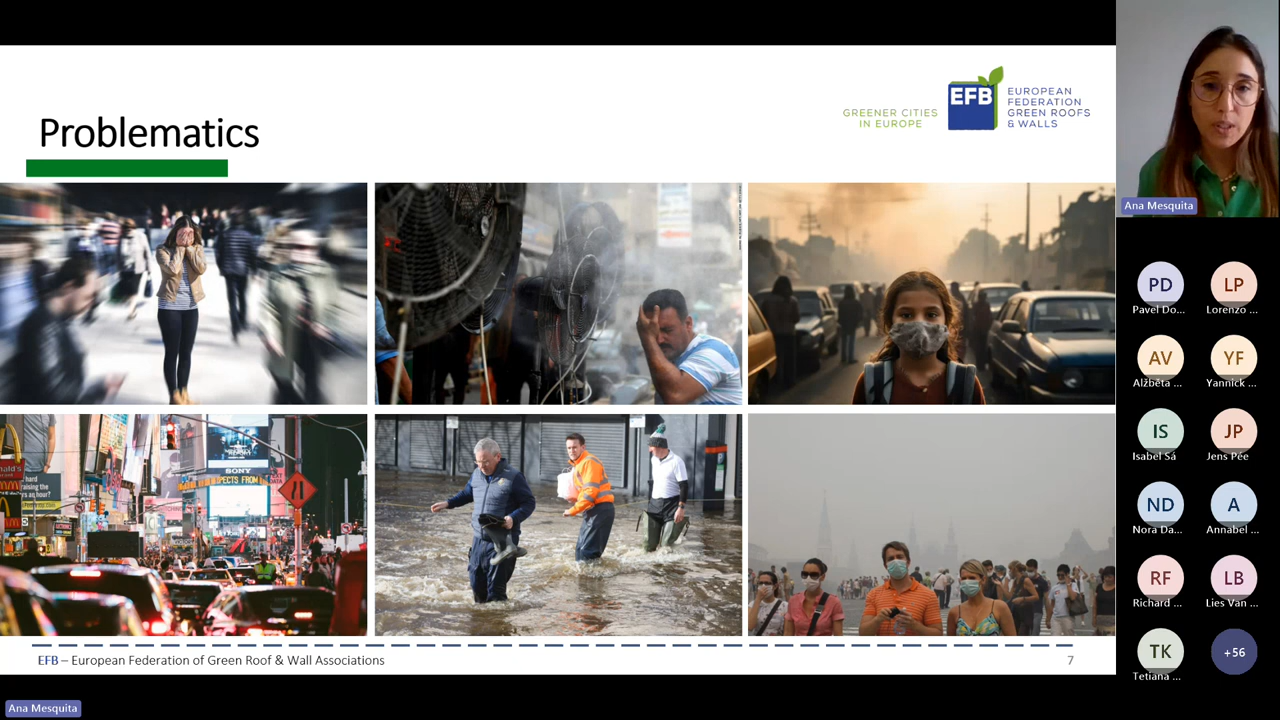 Problematics
GREENER CITIES
IN EUROPE
EFB
EUROPEAN
FEDERATION
GREEN ROOFS
& WALLS
SONY
EFB – European Federation of Green Roof & Wall Associations
7
Ana Mesquita
PD
Pavel Do...
LP
Lorenzo ...
AV
Alžběta ...
YF
Yannick ...
IS
Isabel Sá
JP
Jens Pée
ND
Nora Da...
A
Annabel ...
RF
Richard ...
LB
Lies Van ...
TK
Tetiana ...
+56
Ana Mesquita